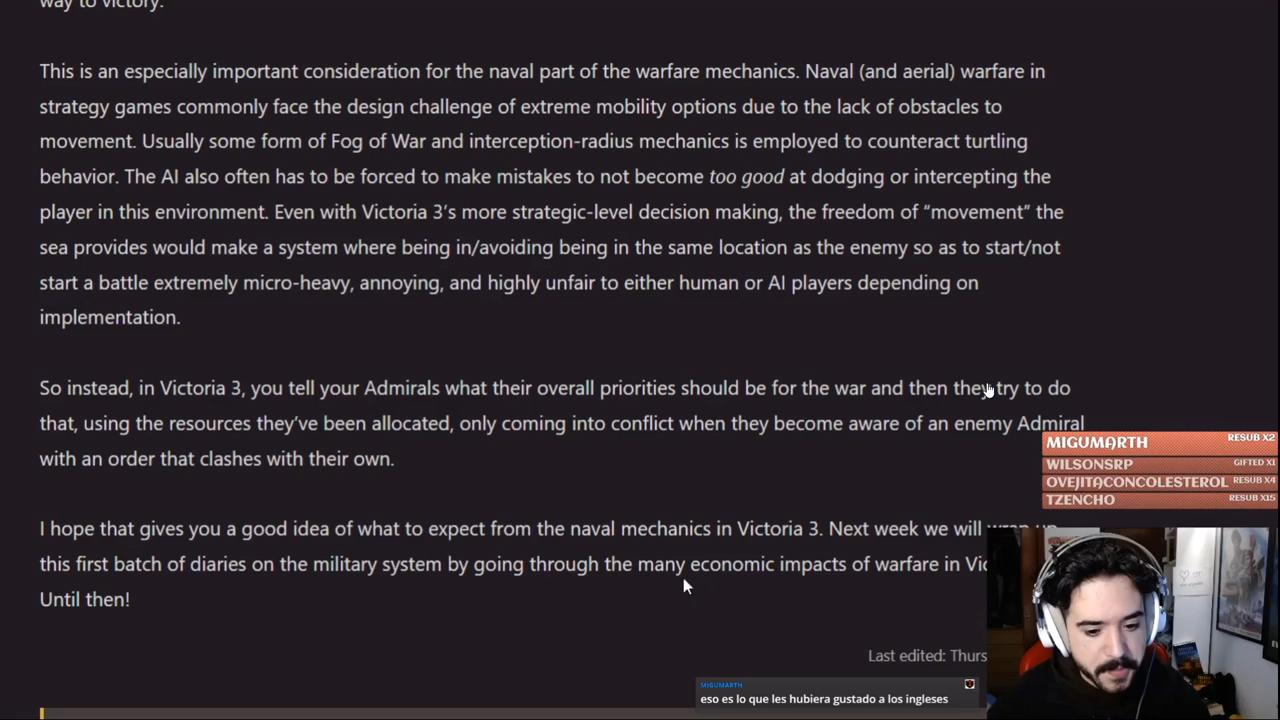 way to victory.
This is an especially important consideration for the naval part of the warfare mechanics. Naval (and aerial) warfare in
strategy games commonly face the design challenge of extreme mobility options due to the lack of obstacles to
movement. Usually some form of Fog of War and interception-radius mechanics is employed to counteract turtling
behavior. The AI also often has to be forced to make mistakes to not become too good at dodging or intercepting the
player in this environment. Even with Victoria 3’s more strategic-level decision making, the freedom of “movement” the
sea provides would make a system where being in/avoiding being in the same location as the enemy so as to start/not
start a battle extremely micro-heavy, annoying, and highly unfair to either human or AI players depending on
implementation.
So instead, in Victoria 3, you tell your Admirals what their overall priorities should be for the war and then they try to do
that, using the resources they’ve been allocated, only coming into conflict when they become aware of an enemy Admiral
with an order that clashes with their own.
MIGUMARTH RESUB X2
WILSONSRP GIFTED X1
OVEJITACONCOLESTEROL RESUB X4
TZENCHO RESUB X15
I hope that gives you a good idea of what to expect from the naval mechanics in Victoria 3. Next week we will wrap up
this first batch of diaries on the military system by going through the many economic impacts of warfare in Vic
Until then!
Last edited: Thurs
MIGUMARTH
eso es lo que les hubiera gustado a los ingleses